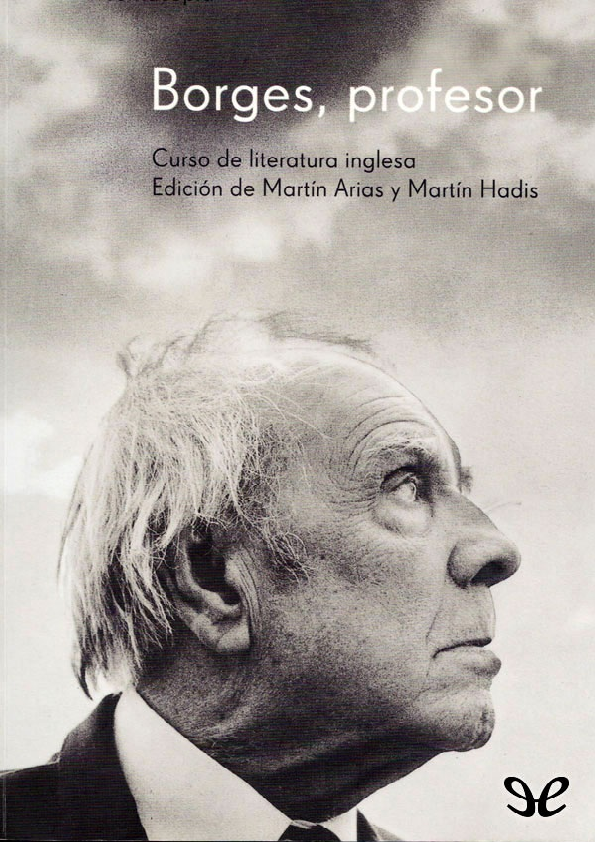 Borges, profesor
Curso de literatura inglesa
Edición de Martín Arias y Martín Hadis